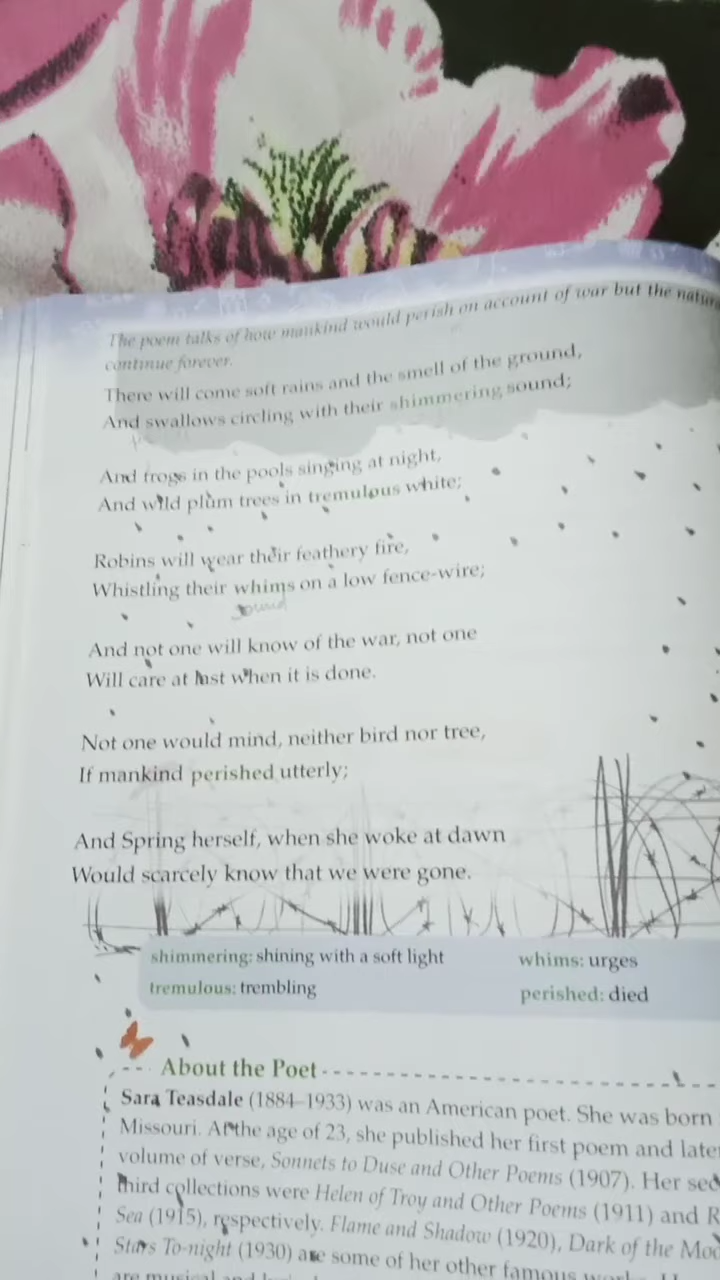 The poem talks of how mankind would perish on account of war but the natur
continue forever.
There will come soft rains and the smell of the ground,
And swallows circling with their shimmering sound;
And frogs in the pools singing at night,
And wild plum trees in tremulous white;
Robins will wear their feathery fire,
Whistling their whims on a low fence-wire;
And not one will know of the war, not one
Will care at last when it is done.
Not one would mind, neither bird nor tree,
If mankind perished utterly;
And Spring herself, when she woke at dawn
Would scarcely know that we were gone.
shimmering: shining with a soft light
whims: urges
tremulous: trembling
perished: died
About the Poet
Sara Teasdale (1884–1933) was an American poet. She was born
Missouri. At the age of 23, she published her first poem and later
volume of verse, Sonnets to Duse and Other Poems (1907). Her sec
third collections were Helen of Troy and Other Poems (1911) and R
Sea (1915), respectively. Flame and Shadow (1920), Dark of the Moo
Stars To-night (1930) are some of her other famous
are musical and